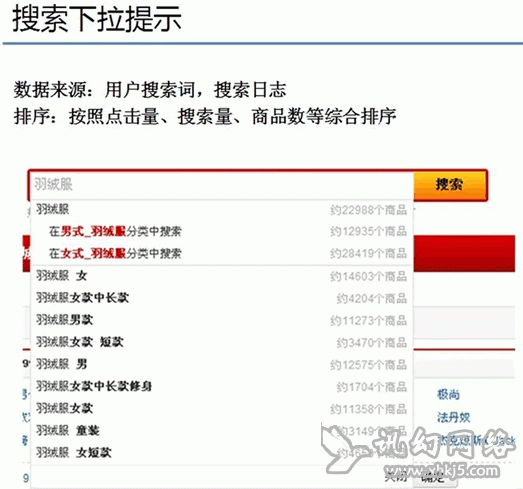 搜索下拉提示
数据来源：用户搜索词，搜索日志
排序：按照点击量、搜索量、商品数等综合排序
羽绒服 搜索
羽绒服 约22988个商品
在男式_羽绒服分类中搜索 约12935个商品
在女式_羽绒服分类中搜索 约28419个商品
羽绒服 女 约14603个商品
羽绒服女款中长款 约4204个商品
羽绒服男款 约11273个商品
羽绒服女款 短款 约3470个商品
羽绒服 男 约12575个商品
羽绒服女款中长款修身 约1704个商品
极尚
羽绒服女款 约11358个商品
法丹奴
羽绒服 童装 约3149个商品
Jack
羽绒服 女短款
关闭 确定
讯幻网络
www.xhkj5.com